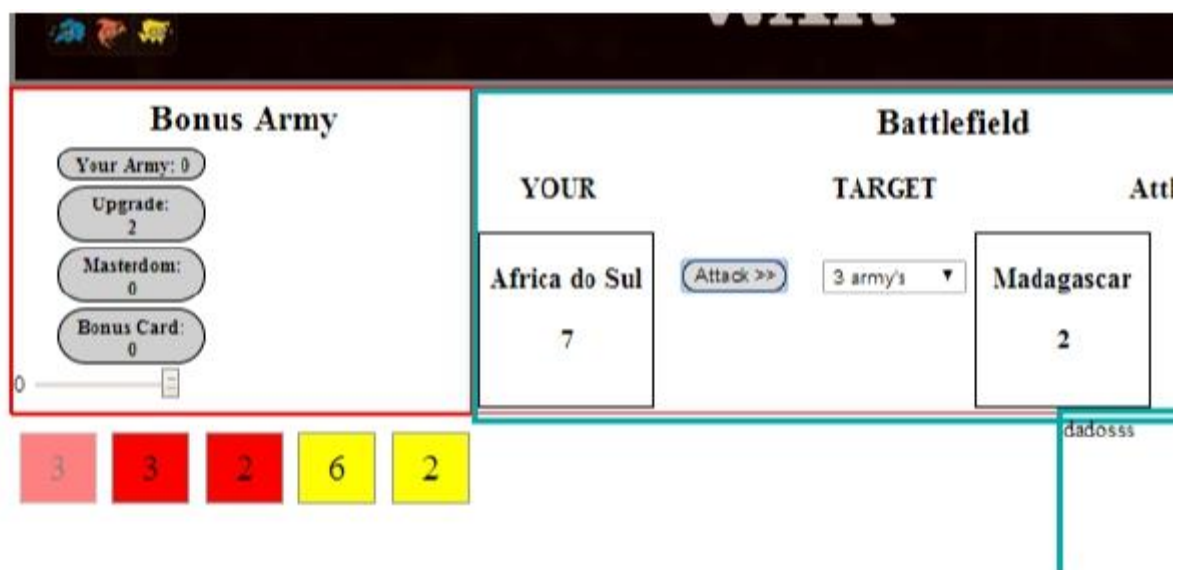 WAR
Bonus Army
Your Army: 0
Upgrade:
2
Masterdom:
0
Bonus Card:
0
0
Battlefield
YOUR
TARGET
Africa do Sul
7
Attack >>
3 army's
Madagascar
2
dadosss
3
3
2
6
2